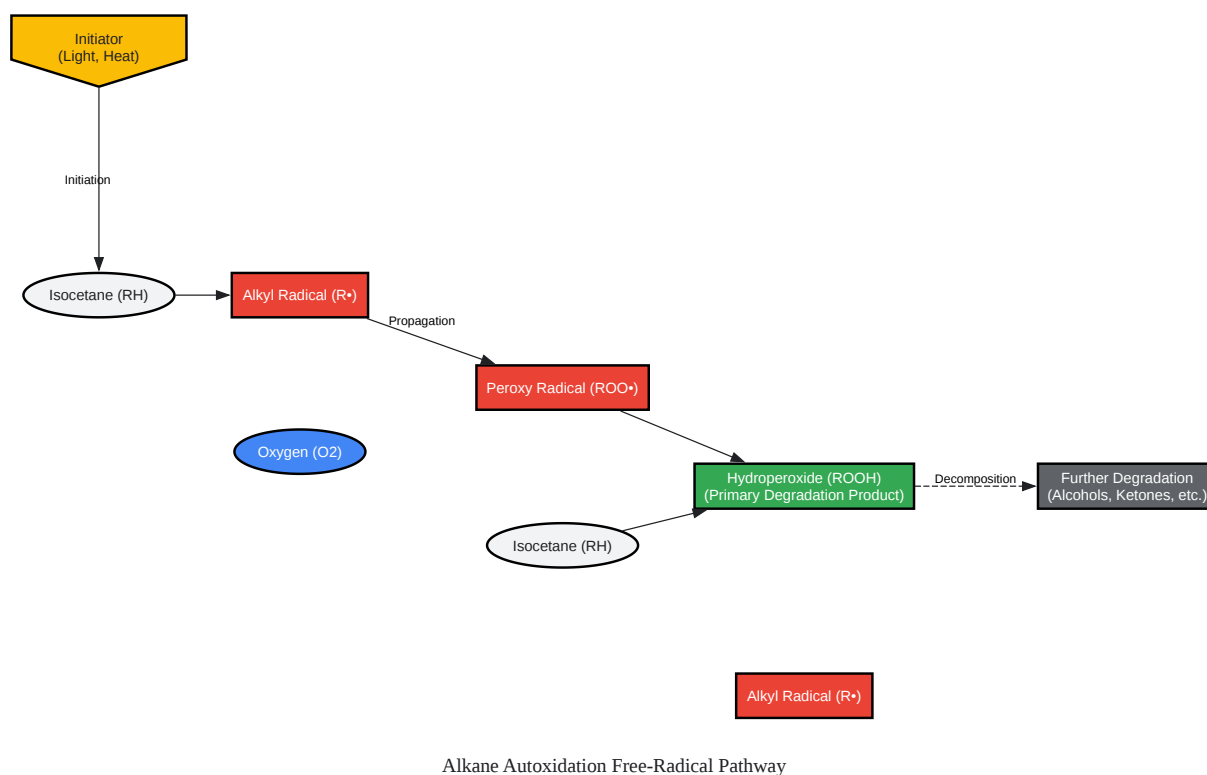 Initiator
(Light, Heat)
Initiation
Isocetane (RH)
Alkyl Radical (R•)
Propagation
Peroxy Radical (ROO•)
Oxygen (O2)
Hydroperoxide (ROOH)
(Primary Degradation Product)
Decomposition
Further Degradation
(Alcohols, Ketones, etc.)
Isocetane (RH)
Alkyl Radical (R•)
Alkane Autoxidation Free-Radical Pathway